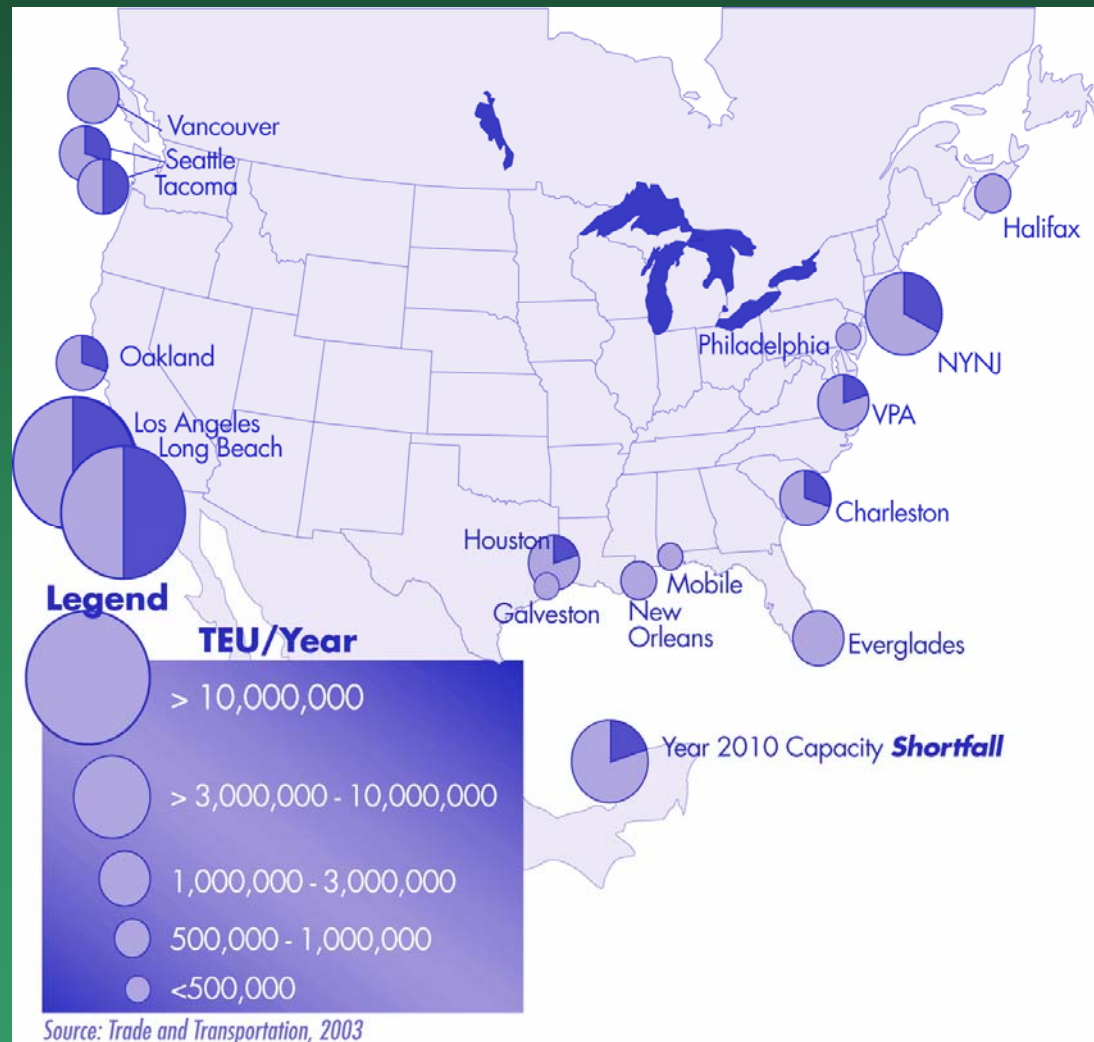 Vancouver
Seattle
Tacoma
Halifax
Philadelphia
NYNJ
Oakland
VPA
Los Angeles
Long Beach
Charleston
Houston
Mobile
Galveston
New
Orleans
Everglades
Legend
TEU/Year
> 10,000,000
Year 2010 Capacity Shortfall
> 3,000,000 - 10,000,000
1,000,000 - 3,000,000
500,000 - 1,000,000
<500,000
Source: Trade and Transportation, 2003